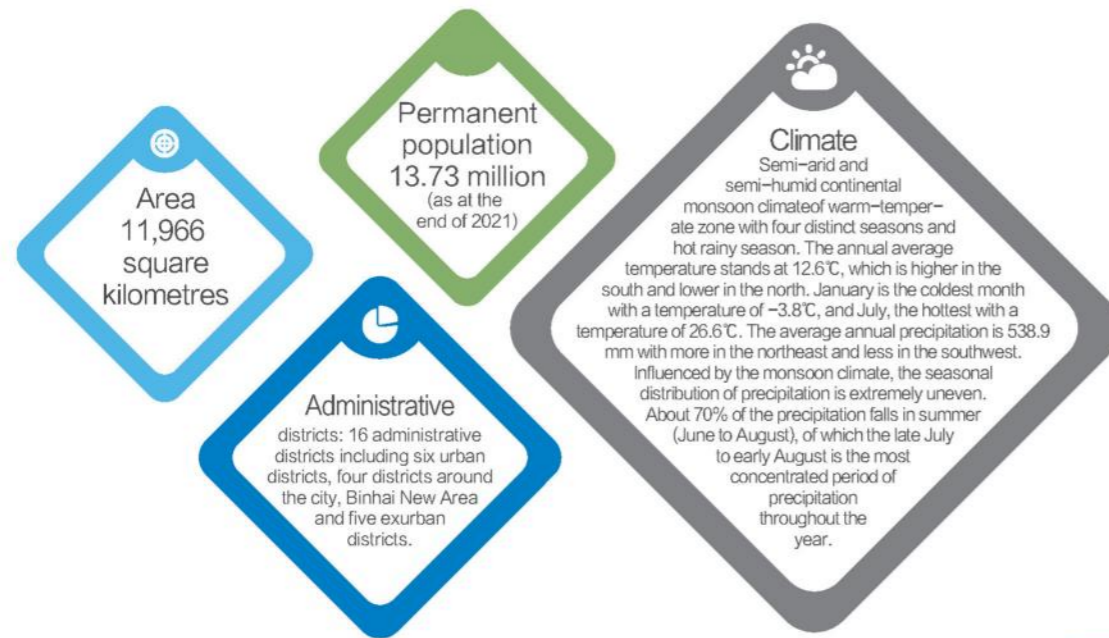 Area
11,966
square
kilometres
Permanent
population
13.73 million
(as at the
end of 2021)
Administrative
districts: 16 administrative
districts including six urban
districts, four districts around
the city, Binhai New Area
and five exurban
districts.
Climate
Semi-arid and
semi-humid continental
monsoon climateof warm-temper-
ate zone with four distinct seasons and
hot rainy season. The annual average
temperature stands at 12.6℃, which is higher in the
south and lower in the north. January is the coldest month
with a temperature of -3.8℃, and July, the hottest with a
temperature of 26.6℃. The average annual precipitation is 538.9
mm with more in the northeast and less in the southwest.
Influenced by the monsoon climate, the seasonal
distribution of precipitation is extremely uneven.
About 70% of the precipitation falls in summer
(June to August), of which the late July
to early August is the most
concentrated period of
precipitation
throughout the
year.